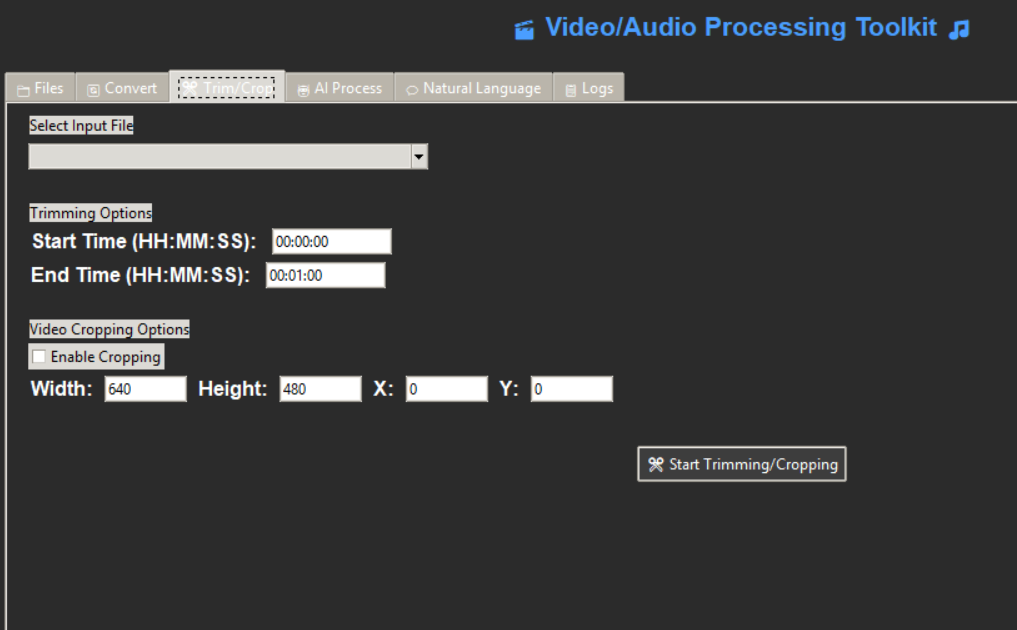 Video/Audio Processing Toolkit
Files Convert Trim/Crop AI Process Natural Language Logs
Select Input File
Trimming Options
Start Time (HH:MM:SS): 00:00:00
End Time (HH:MM:SS): 00:01:00
Video Cropping Options
Enable Cropping
Width: 640 Height: 480 X: 0 Y: 0
Start Trimming/Cropping